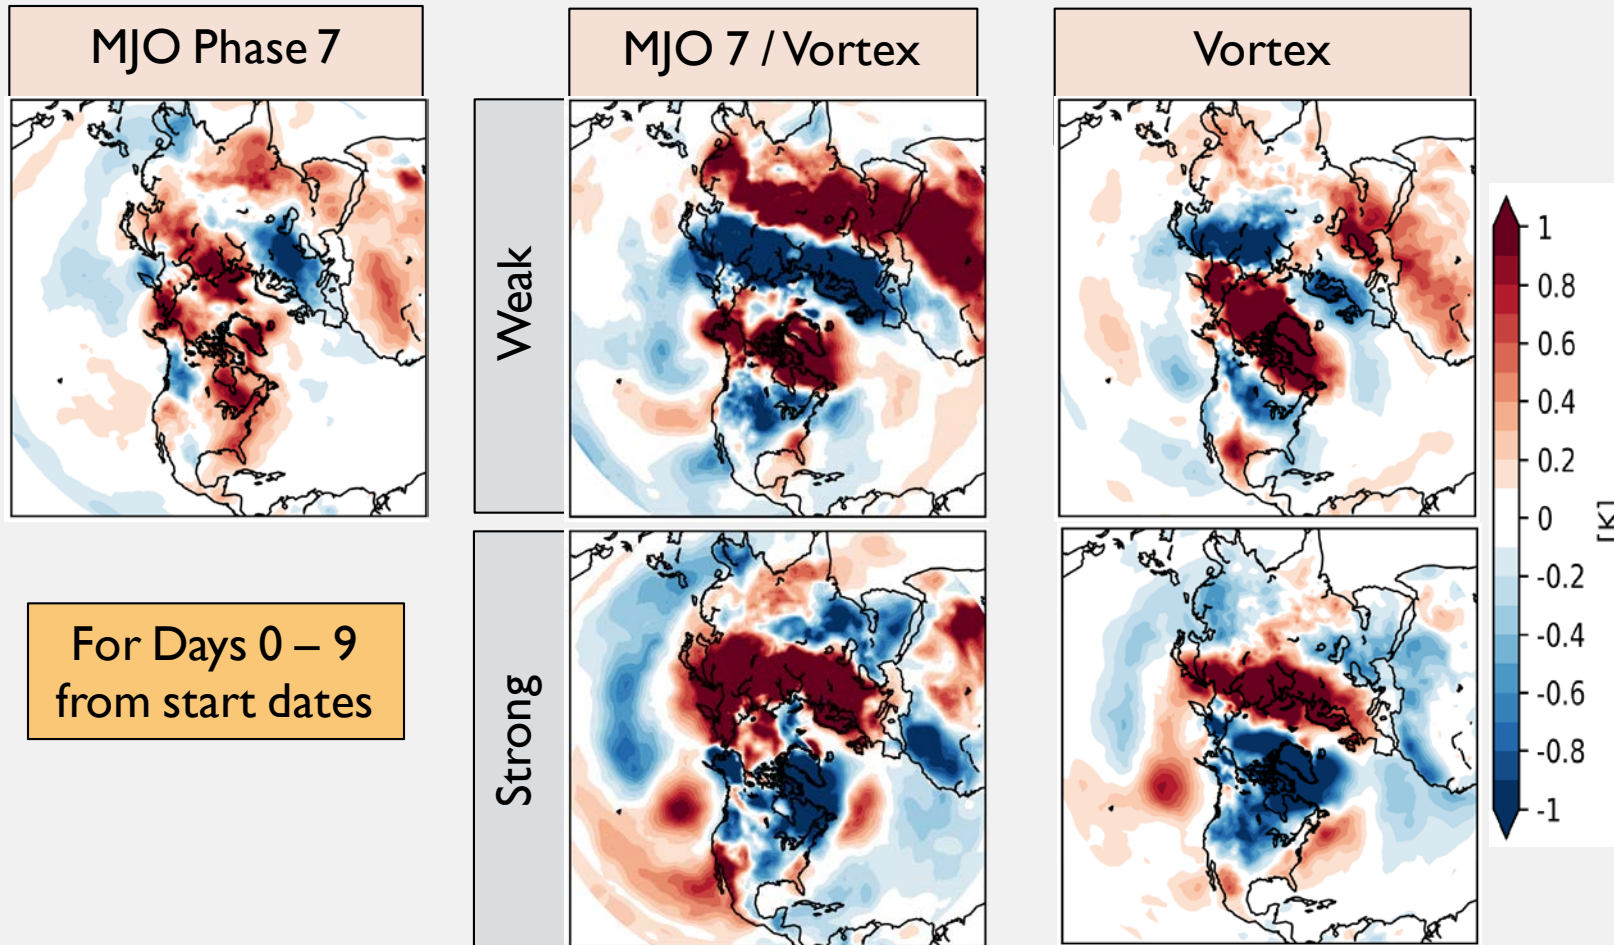 MJO Phase 7
MJO 7 / Vortex
Vortex
Weak
Strong
For Days 0 – 9
from start dates
1
0.8
0.6
0.4
0.2
0
-0.2
-0.4
-0.6
-0.8
-1
[K]